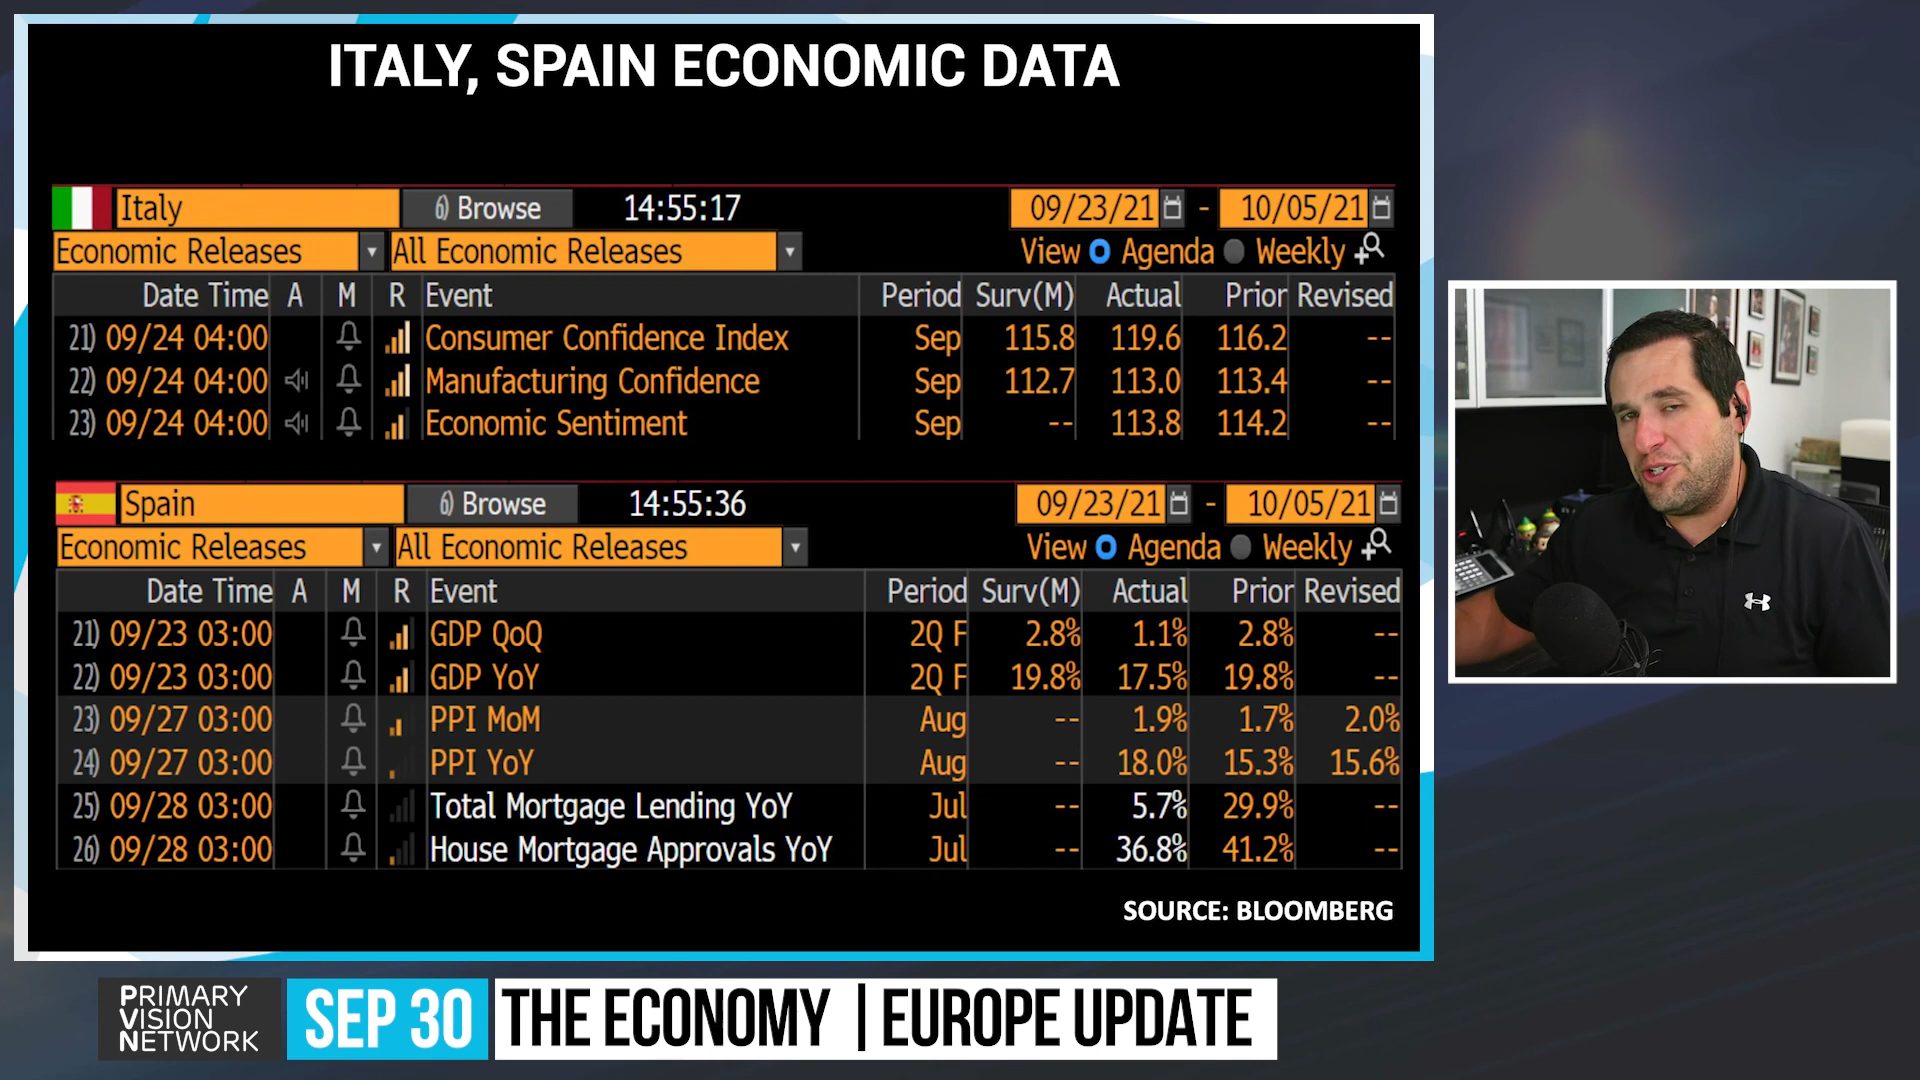 ITALY, SPAIN ECONOMIC DATA
Italy 6) Browse 14:55:17 09/23/21 - 10/05/21
Economic Releases All Economic Releases View Agenda Weekly
Date Time A M R Event Period Surv(M) Actual Prior Revised
21) 09/24 04:00 Consumer Confidence Index Sep 115.8 119.6 116.2 --
22) 09/24 04:00 Manufacturing Confidence Sep 112.7 113.0 113.4 --
23) 09/24 04:00 Economic Sentiment Sep -- 113.8 114.2 --
Spain 6) Browse 14:55:36 09/23/21 - 10/05/21
Economic Releases All Economic Releases View Agenda Weekly
Date Time A M R Event Period Surv(M) Actual Prior Revised
21) 09/23 03:00 GDP QoQ 2Q F 2.8% 1.1% 2.8% --
22) 09/23 03:00 GDP YoY 2Q F 19.8% 17.5% 19.8% --
23) 09/27 03:00 PPI MoM Aug -- 1.9% 1.7% 2.0%
24) 09/27 03:00 PPI YoY Aug -- 18.0% 15.3% 15.6%
25) 09/28 03:00 Total Mortgage Lending YoY Jul -- 5.7% 29.9% --
26) 09/28 03:00 House Mortgage Approvals YoY Jul -- 36.8% 41.2% --
SOURCE: BLOOMBERG
PRIMARY
VISION
NETWORK
SEP 30
THE ECONOMY | EUROPE UPDATE